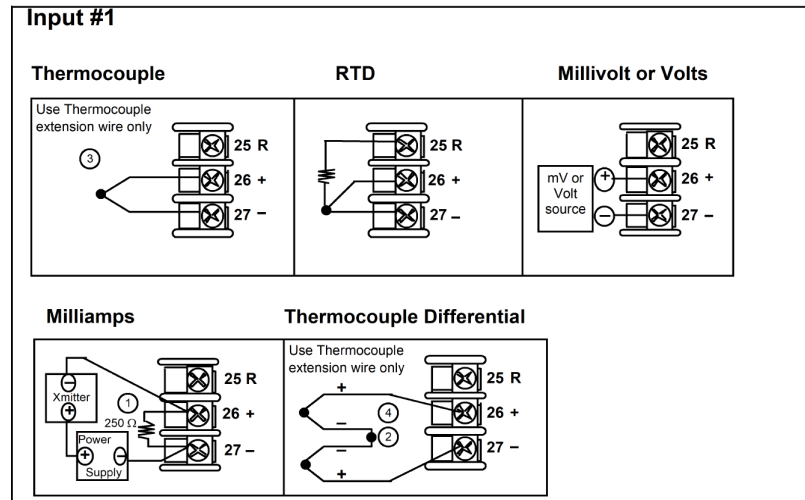 Input #1
Thermocouple
RTD
Millivolt or Volts
Use Thermocouple
extension wire only
3
25 R
26 +
27 –
25 R
26 +
27 –
mV or
Volt
source
+
–
25 R
26 +
27 –
Milliamps
Thermocouple Differential
–
Xmitter
+
1
250 Ω
Power
+ –
Supply
25 R
26 +
27 –
Use Thermocouple
extension wire only
+
4
–
2
–
+
25 R
26 +
27 –